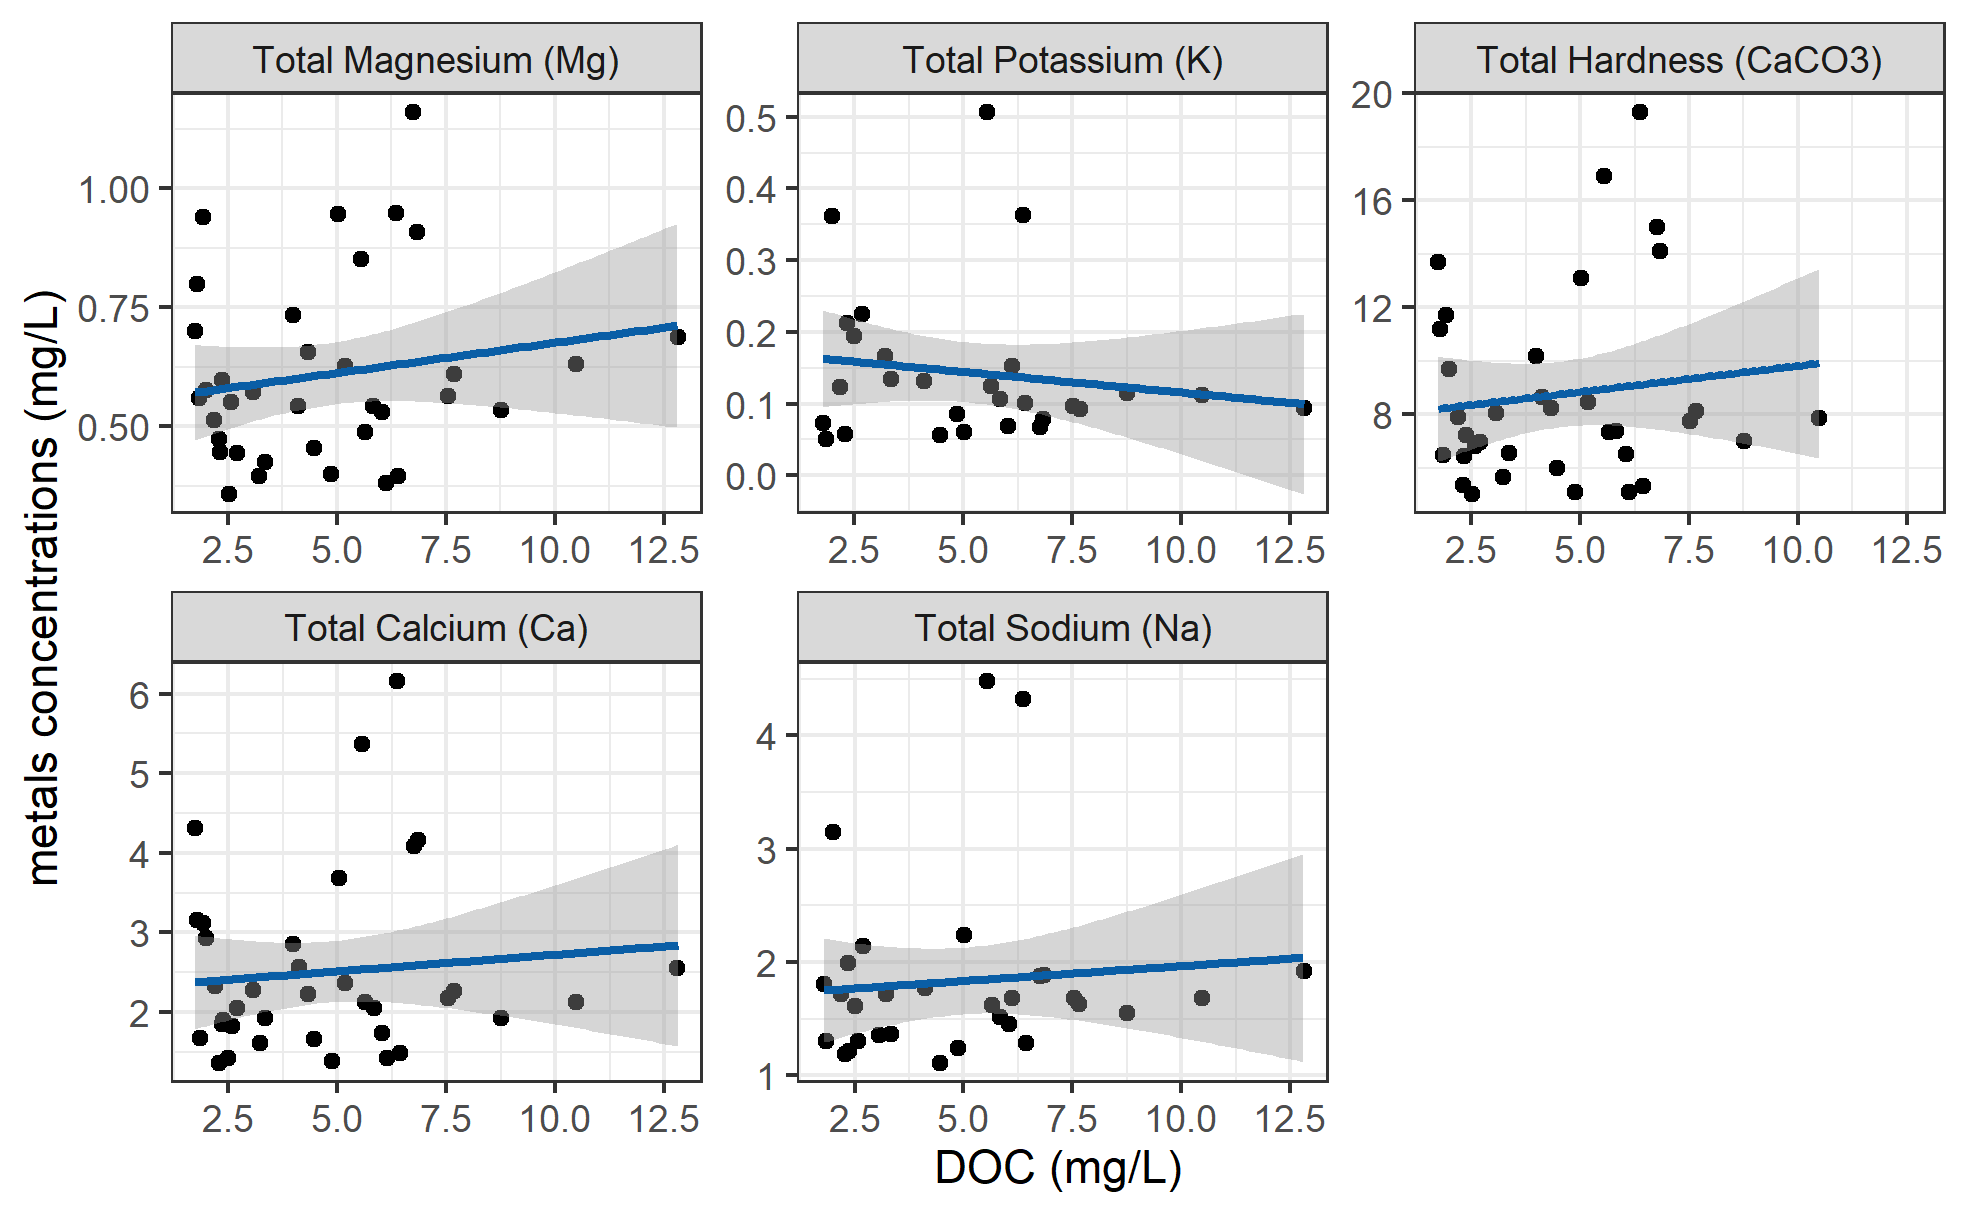 Total Magnesium (Mg)
Total Potassium (K)
Total Hardness (CaCO3)
1.00
0.75
0.50
0.5
0.4
0.3
0.2
0.1
0.0
20
16
12
8
2.5 5.0 7.5 10.0 12.5
2.5 5.0 7.5 10.0 12.5
2.5 5.0 7.5 10.0 12.5
Total Calcium (Ca)
Total Sodium (Na)
6
5
4
3
2
4
3
2
1
2.5 5.0 7.5 10.0 12.5
2.5 5.0 7.5 10.0 12.5
metals concentrations (mg/L)
DOC (mg/L)